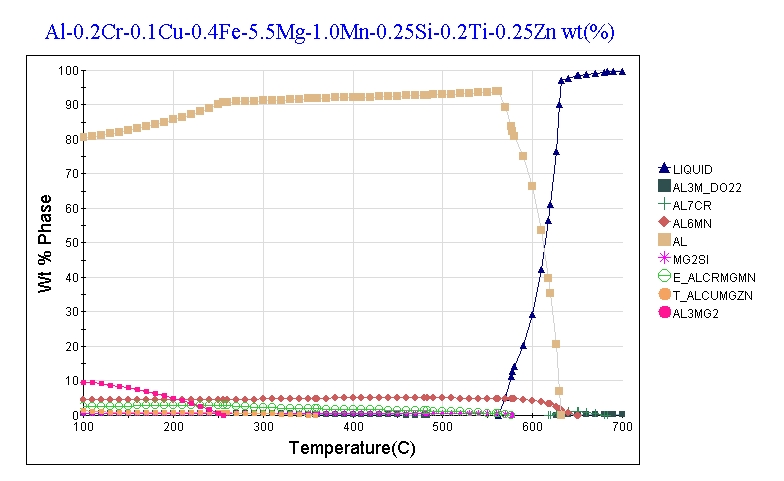 Al-0.2Cr-0.1Cu-0.4Fe-5.5Mg-1.0Mn-0.25Si-0.2Ti-0.25Zn wt(%)
100
90
80
70
60
50
40
30
20
10
0
Wt % Phase
100 200 300 400 500 600 700
Temperature(C)
LIQUID
AL3M_DO22
AL7CR
AL6MN
AL
MG2SI
E_ALCRMGMN
T_ALCUMGZN
AL3MG2